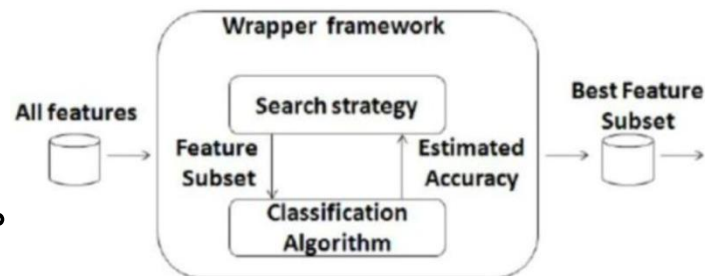 Wrapper framework
All features
Search strategy
Feature
Subset
Estimated
Accuracy
Classification
Algorithm
Best Feature
Subset